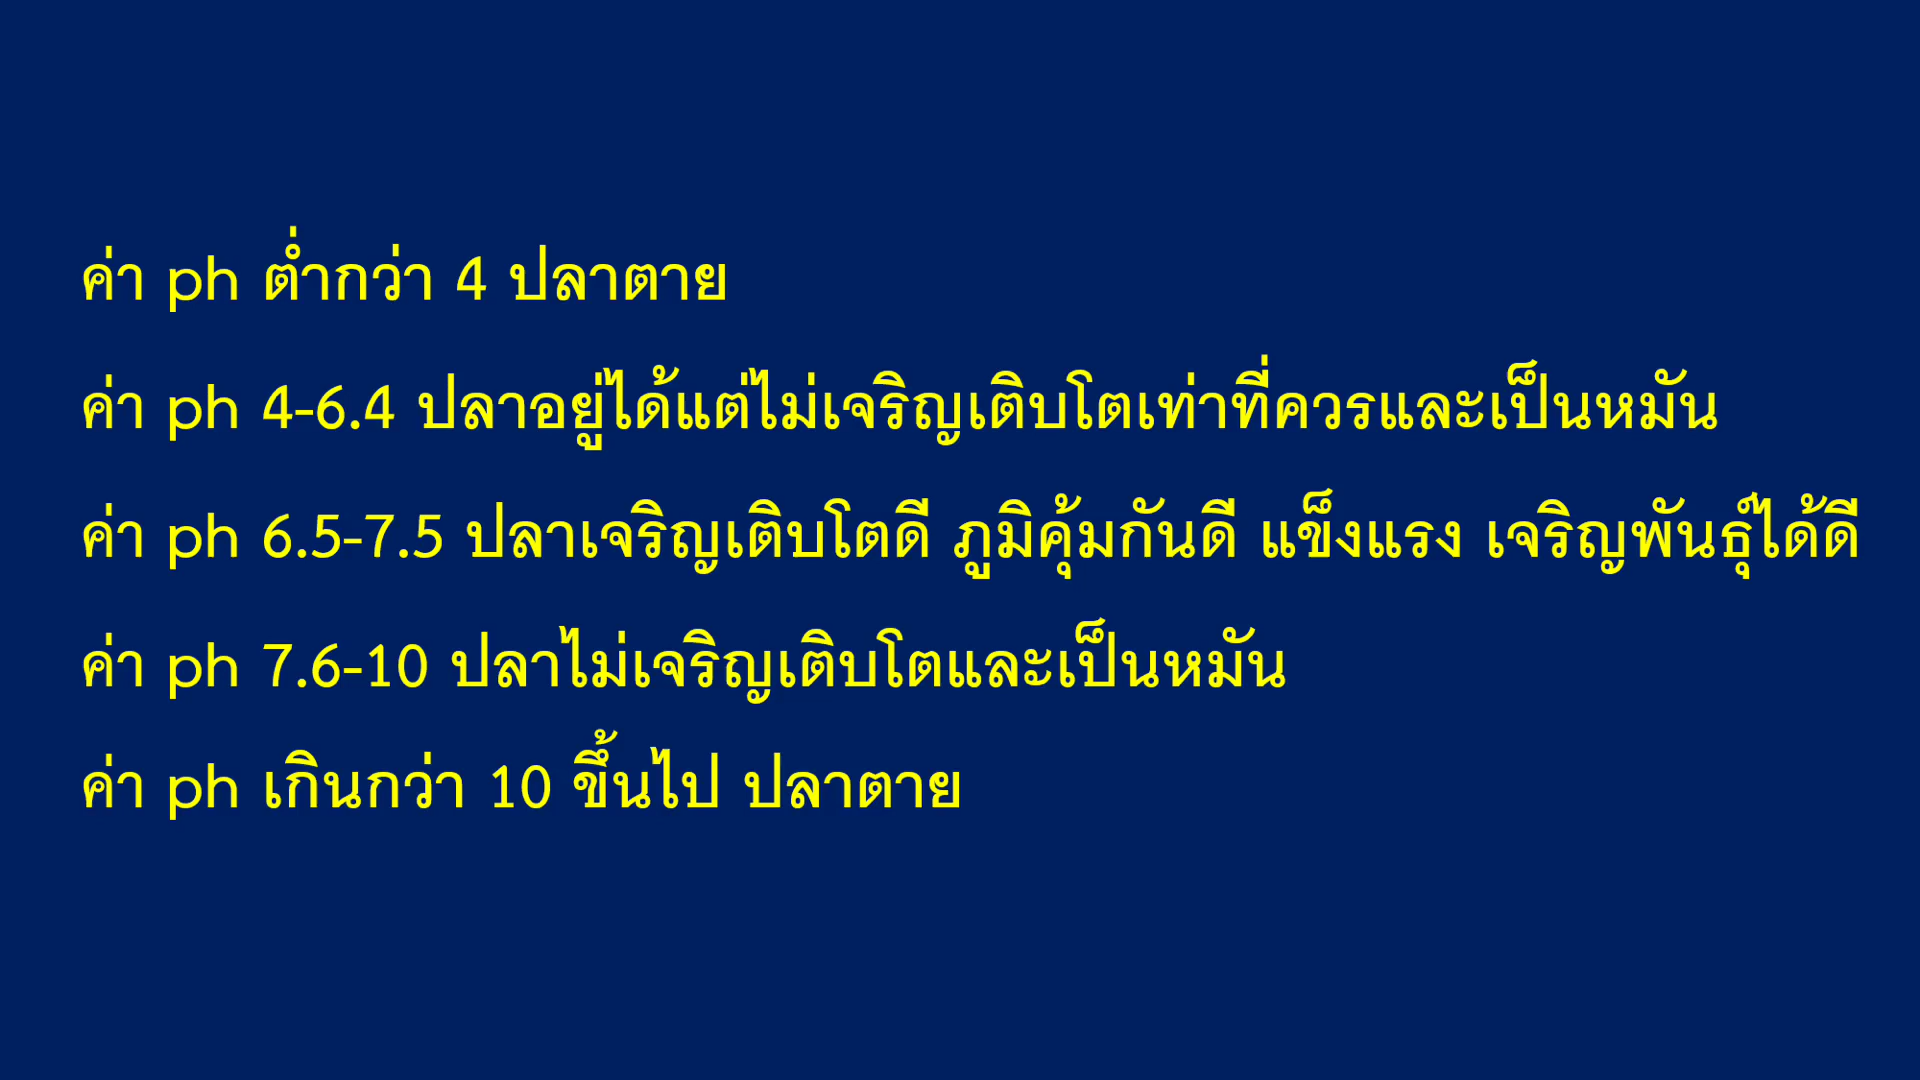 ค่า ph ต่ำกว่า 4 ปลาตาย
ค่า ph 4-6.4 ปลาอยู่ได้แต่ไม่เจริญเติบโตเท่าที่ควรและเป็นหมัน
ค่า ph 6.5-7.5 ปลาเจริญเติบโตดี ภูมิคุ้มกันดี แข็งแรง เจริญพันธุ์ได้ดี
ค่า ph 7.6-10 ปลาไม่เจริญเติบโตและเป็นหมัน
ค่า ph เกินกว่า 10 ขึ้นไป ปลาตาย